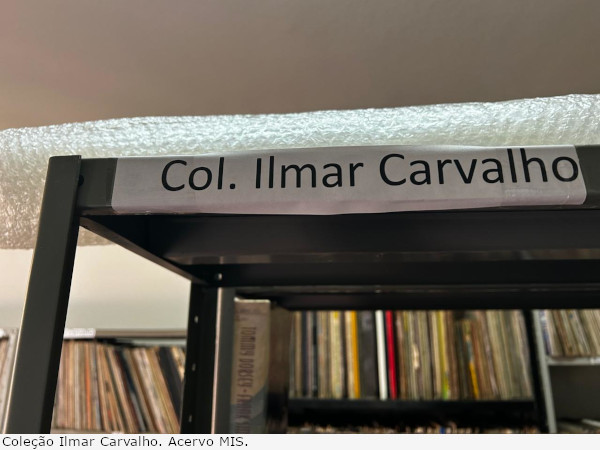 Col. Ilmar Carvalho
Coleção Ilmar Carvalho. Acervo MIS.